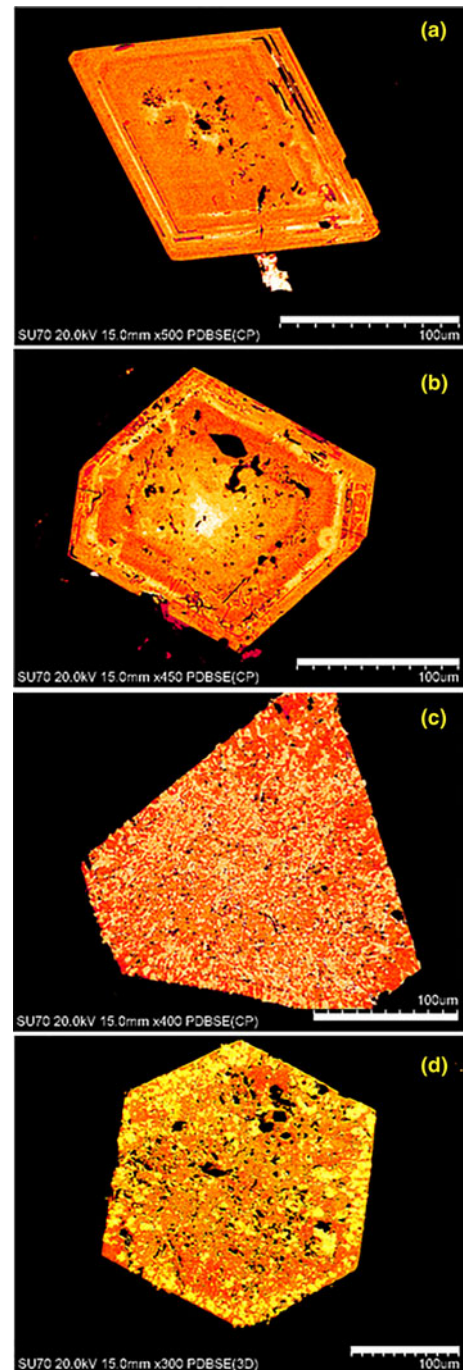 (a)
100um
SU70 20.0kV 15.0mm x500 PDBSE(CP)
(b)
100um
SU70 20.0kV 15.0mm x450 PDBSE(CP)
(c)
100um
SU70 20.0kV 15.0mm x400 PDBSE(CP)
(d)
100um
SU70 20.0kV 15.0mm x300 PDBSE(3D)